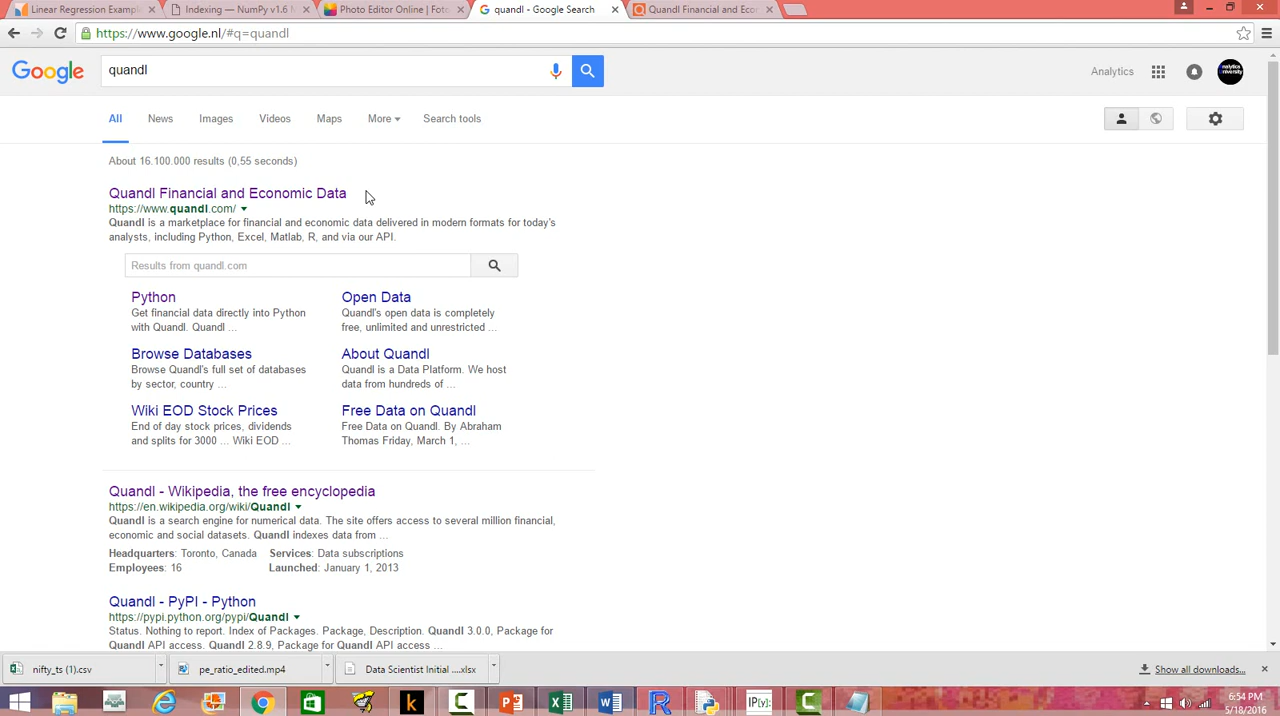 Linear Regression Exampl
Indexing — NumPy v1.6 M
Photo Editor Online | Foto
quandl - Google Search
Quandl Financial and Econ
https://www.google.nl/#q=quandl
Google
quandl
Analytics
All
News
Images
Videos
Maps
More
Search tools
About 16.100.000 results (0,55 seconds)
Quandl Financial and Economic Data
https://www.quandl.com/
Quandl is a marketplace for financial and economic data delivered in modern formats for today's
analysts, including Python, Excel, Matlab, R, and via our API.
Results from quandl.com
Python
Get financial data directly into Python
with Quandl. Quandl ...
Open Data
Quandl's open data is completely
free, unlimited and unrestricted ...
Browse Databases
Browse Quandl's full set of databases
by sector, country ...
About Quandl
Quandl is a Data Platform. We host
data from hundreds of ...
Wiki EOD Stock Prices
End of day stock prices, dividends
and splits for 3000 ... Wiki EOD ...
Free Data on Quandl
Free Data on Quandl. By Abraham
Thomas Friday, March 1, ...
Quandl - Wikipedia, the free encyclopedia
https://en.wikipedia.org/wiki/Quandl
Quandl is a search engine for numerical data. The site offers access to several million financial,
economic and social datasets. Quandl indexes data from ...
Headquarters: Toronto, Canada Services: Data subscriptions
Employees: 16 Launched: January 1, 2013
Quandl - PyPI - Python
https://pypi.python.org/pypi/Quandl
Status. Nothing to report. Index of Packages. Package, Description. Quandl 3.0.0, Package for
Quandl API access. Quandl 2.8.9, Package for Quandl API access ...
nifty_ts (1).csv
pe_ratio_edited.mp4
Data Scientist Initial ....xlsx
Show all downloads...
IP[y]:
6:54 PM
5/18/2016